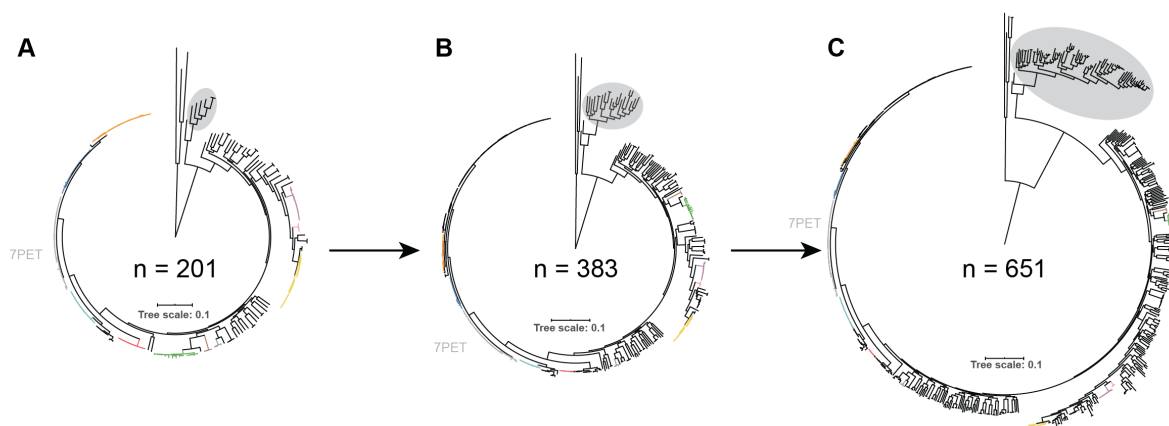 A
B
C
7PET
n = 201
Tree scale: 0.1
7PET
n = 383
Tree scale: 0.1
7PET
n = 651
Tree scale: 0.1